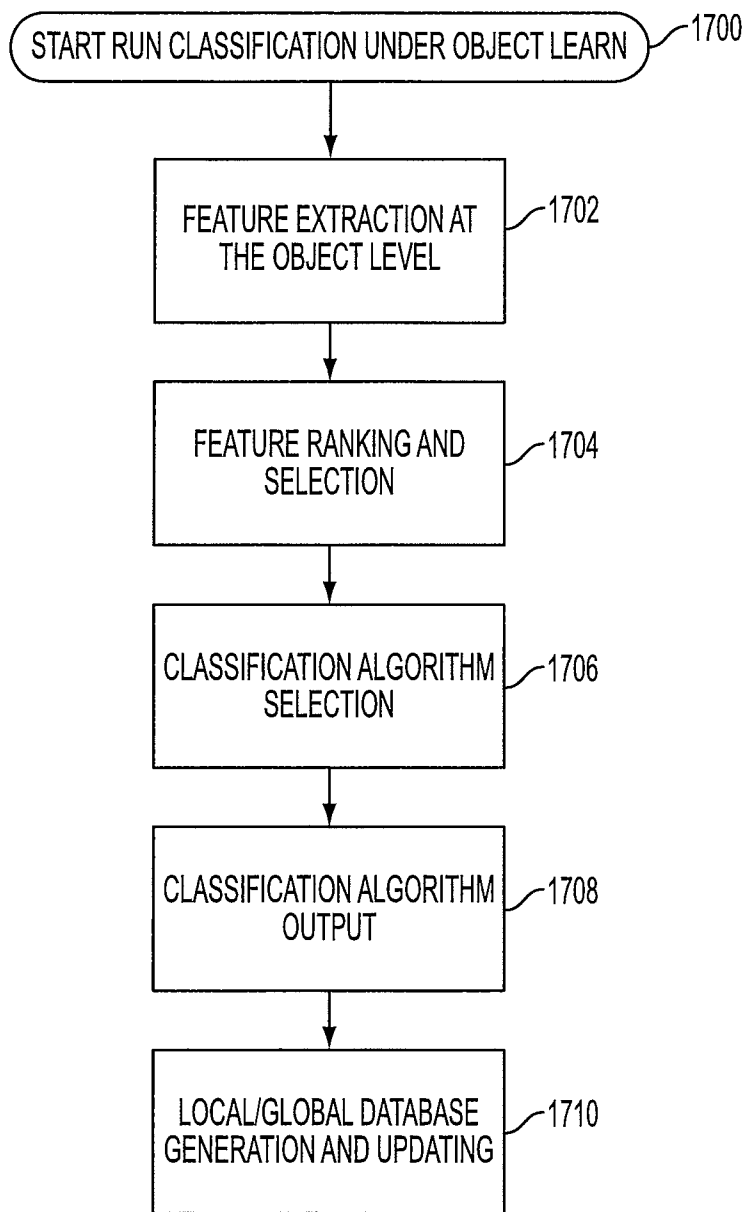 START RUN CLASSIFICATION UNDER OBJECT LEARN
1700
FEATURE EXTRACTION AT
THE OBJECT LEVEL
1702
FEATURE RANKING AND
SELECTION
1704
CLASSIFICATION ALGORITHM
SELECTION
1706
CLASSIFICATION ALGORITHM
OUTPUT
1708
LOCAL/GLOBAL DATABASE
GENERATION AND UPDATING
1710